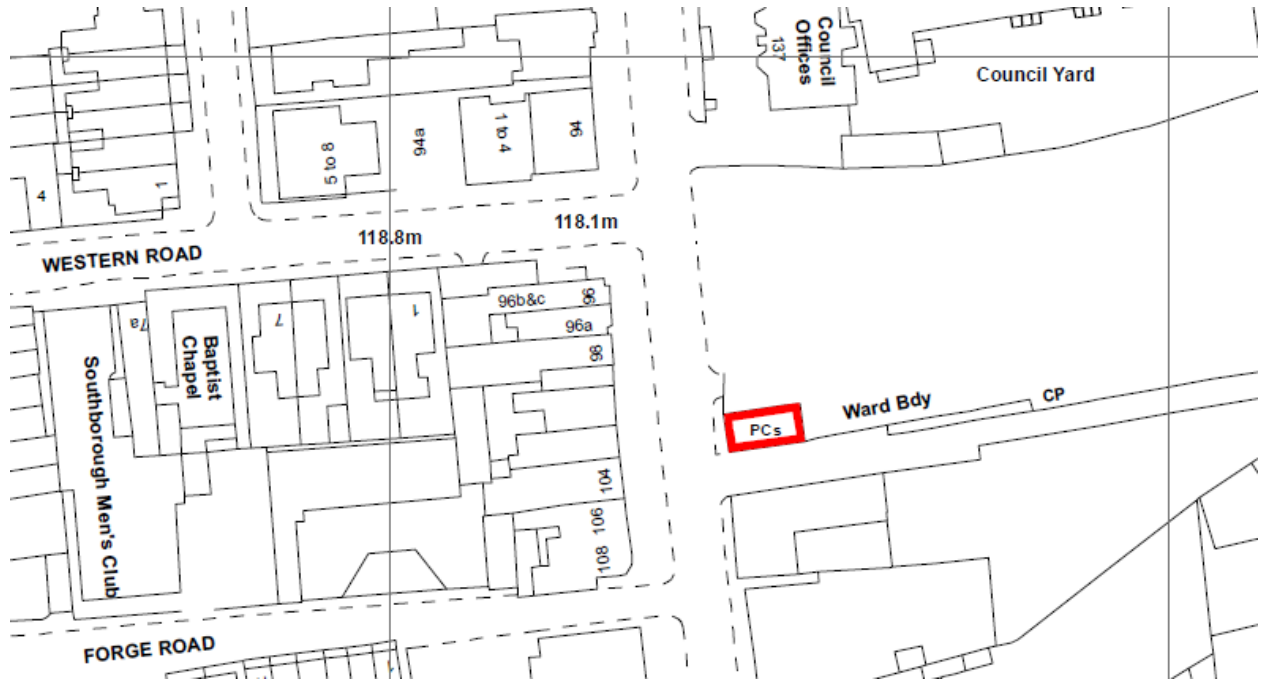 Council
Offices
137
Council Yard
94a
1 to 4
94
5 to 8
1
4
118.1m
118.8m
WESTERN ROAD
96b&c
96
96a
98
7a
7
1
Baptist
Chapel
Southborough Men's Club
Ward Bdy
CP
PCs
104
106
108
FORGE ROAD
1